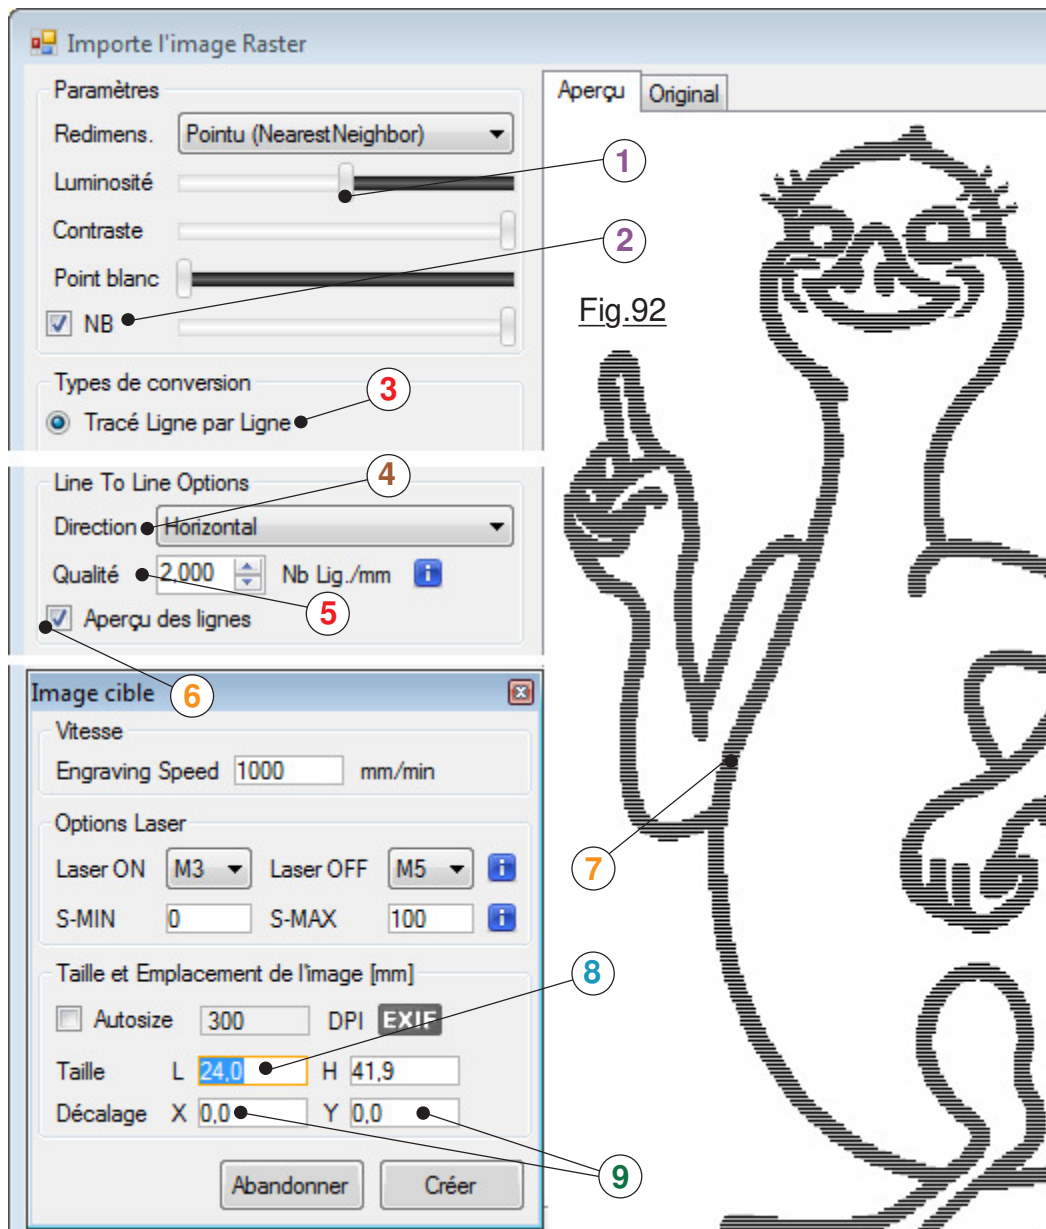 Importe l'image Raster
Paramètres
Redimens. Pointu (NearestNeighbor)
Luminosité
Contraste
Point blanc
NB
Types de conversion
Tracé Ligne par Ligne
Line To Line Options
Direction Horizontal
Qualité 2,000 Nb Lig./mm i
Aperçu des lignes
Image cible
Vitesse
Engraving Speed 1000 mm/min
Options Laser
Laser ON M3 Laser OFF M5 i
S-MIN 0 S-MAX 100 i
Taille et Emplacement de l'image [mm]
Autosize 300 DPI EXIF
Taille L 24,0 H 41,9
Décalage X 0,0 Y 0,0
Abandonner Créer
Aperçu Original
Fig.92
1
2
3
4
5
6
7
8
9